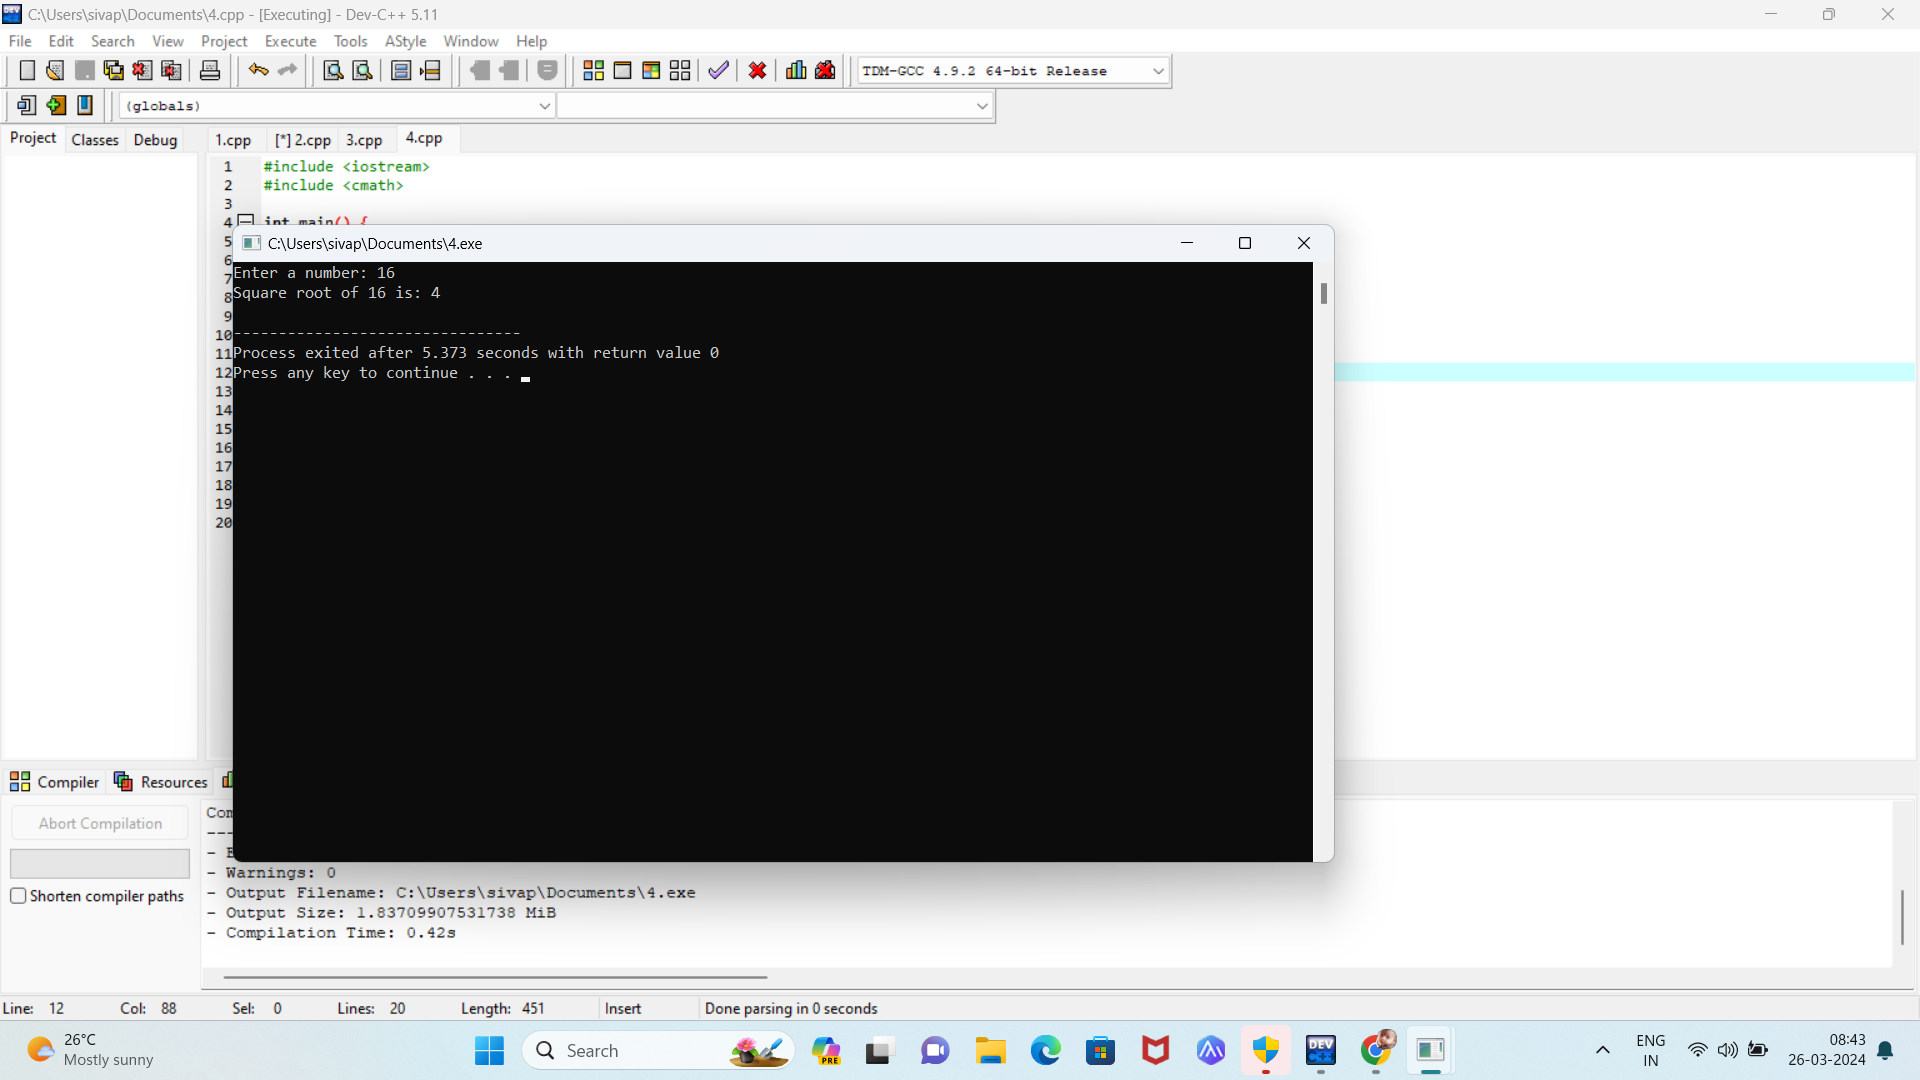 C:\Users\sivap\Documents\4.cpp - [Executing] - Dev-C++ 5.11
File Edit Search View Project Execute Tools AStyle Window Help
TDM-GCC 4.9.2 64-bit Release
(globals)
Project Classes Debug 1.cpp [*] 2.cpp 3.cpp 4.cpp
1 #include <iostream>
2 #include <cmath>
3
4 int main() {
5
6
7
8
9
10
11
12
13
14
15
16
17
18
19
20
C:\Users\sivap\Documents\4.exe
Enter a number: 16
Square root of 16 is: 4
--------------------------------
Process exited after 5.373 seconds with return value 0
Press any key to continue . . .
Compiler Resources
Abort Compilation
Shorten compiler paths
- Warnings: 0
- Output Filename: C:\Users\sivap\Documents\4.exe
- Output Size: 1.83709907531738 MiB
- Compilation Time: 0.42s
Line: 12 Col: 88 Sel: 0 Lines: 20 Length: 451 Insert Done parsing in 0 seconds
26°C
Mostly sunny
Search
PRE
DEV
ENG
IN
08:43
26-03-2024